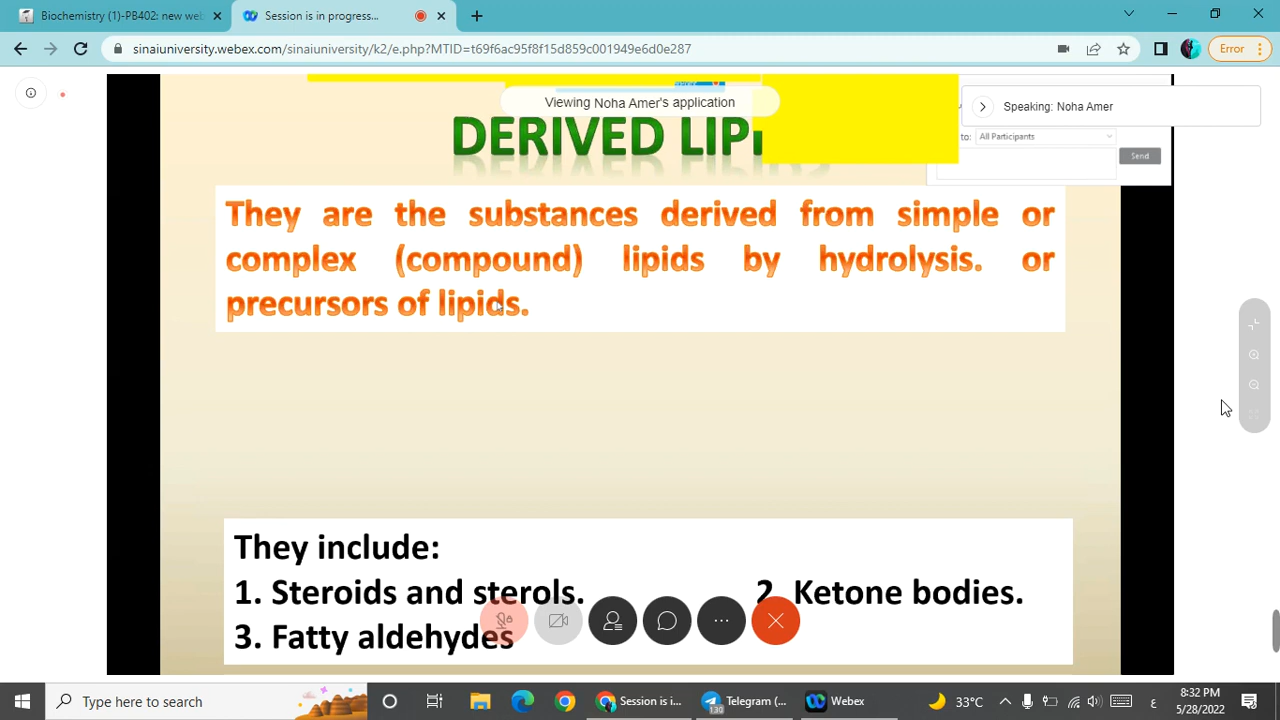 Biochemistry (1)-PB402: new web
Session is in progress...
sinaiuniversity.webex.com/sinaiuniversity/k2/e.php?MTID=t69f6ac95f8f15d859c001949e6d0e287
Error
Viewing Noha Amer's application
Speaking: Noha Amer
to: All Participants
Send
DERIVED LIP
They are the substances derived from simple or
complex (compound) lipids by hydrolysis. or
precursors of lipids.
They include:
1. Steroids and sterols. 2. Ketone bodies.
3. Fatty aldehydes
Type here to search
Session is i...
Telegram (...
130
Webex
33°C
ع
8:32 PM
5/28/2022